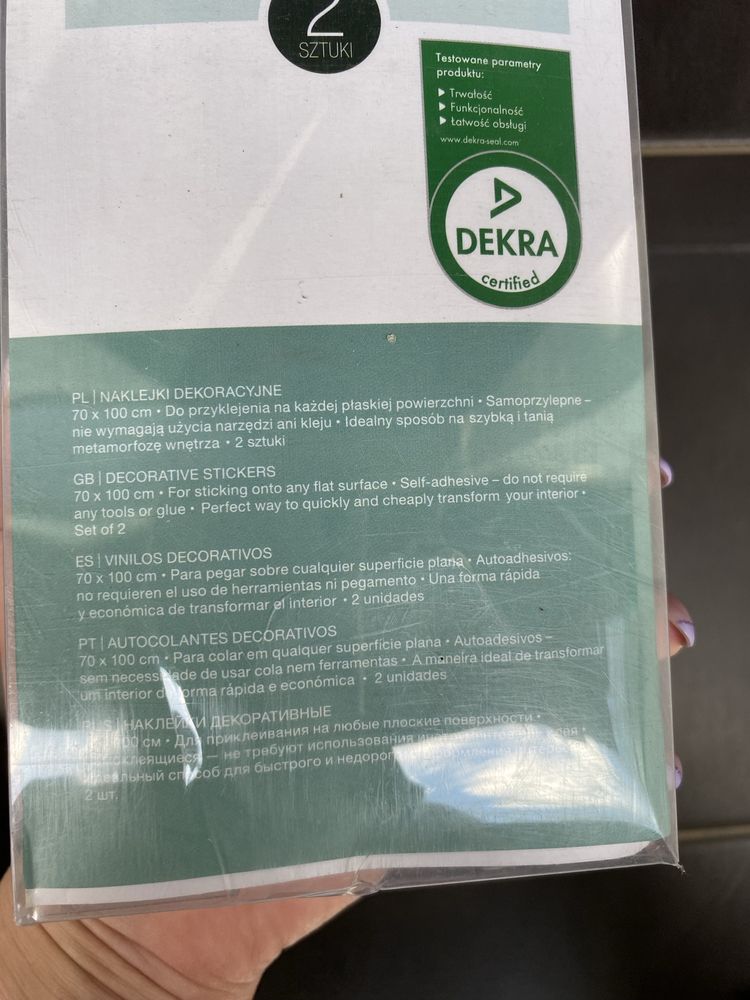 2
SZTUKI
Testowane parametry
produktu:
Trwałość
Funkcjonalność
Łatwość obsługi
www.dekra-seal.com
DEKRA
certified
PL | NAKLEJKI DEKORACYJNE
70 x 100 cm • Do przyklejenia na każdej płaskiej powierzchni • Samoprzylepne –
nie wymagają użycia narzędzi ani kleju • Idealny sposób na szybką i tanią
metamorfozę wnętrza • 2 sztuki
GB | DECORATIVE STICKERS
70 x 100 cm • For sticking onto any flat surface • Self-adhesive – do not require
any tools or glue • Perfect way to quickly and cheaply transform your interior •
Set of 2
ES | VINILOS DECORATIVOS
70 x 100 cm • Para pegar sobre cualquier superficie plana • Autoadhesivos:
no requieren el uso de herramientas ni pegamento • Una forma rápida
y económica de transformar el interior • 2 unidades
PT | AUTOCOLANTES DECORATIVOS
70 x 100 cm • Para colar em qualquer superfície plana • Autoadesivos –
sem necessidade de usar cola nem ferramentas • A maneira ideal de transformar
um interior de forma rápida e económica • 2 unidades
НАКЛЕЙКИ ДЕКОРАТИВНЫЕ
cm • Для приклеивания на любые плоские поверхности •
— не требуют использования
способ для быстрого и
2 шт.